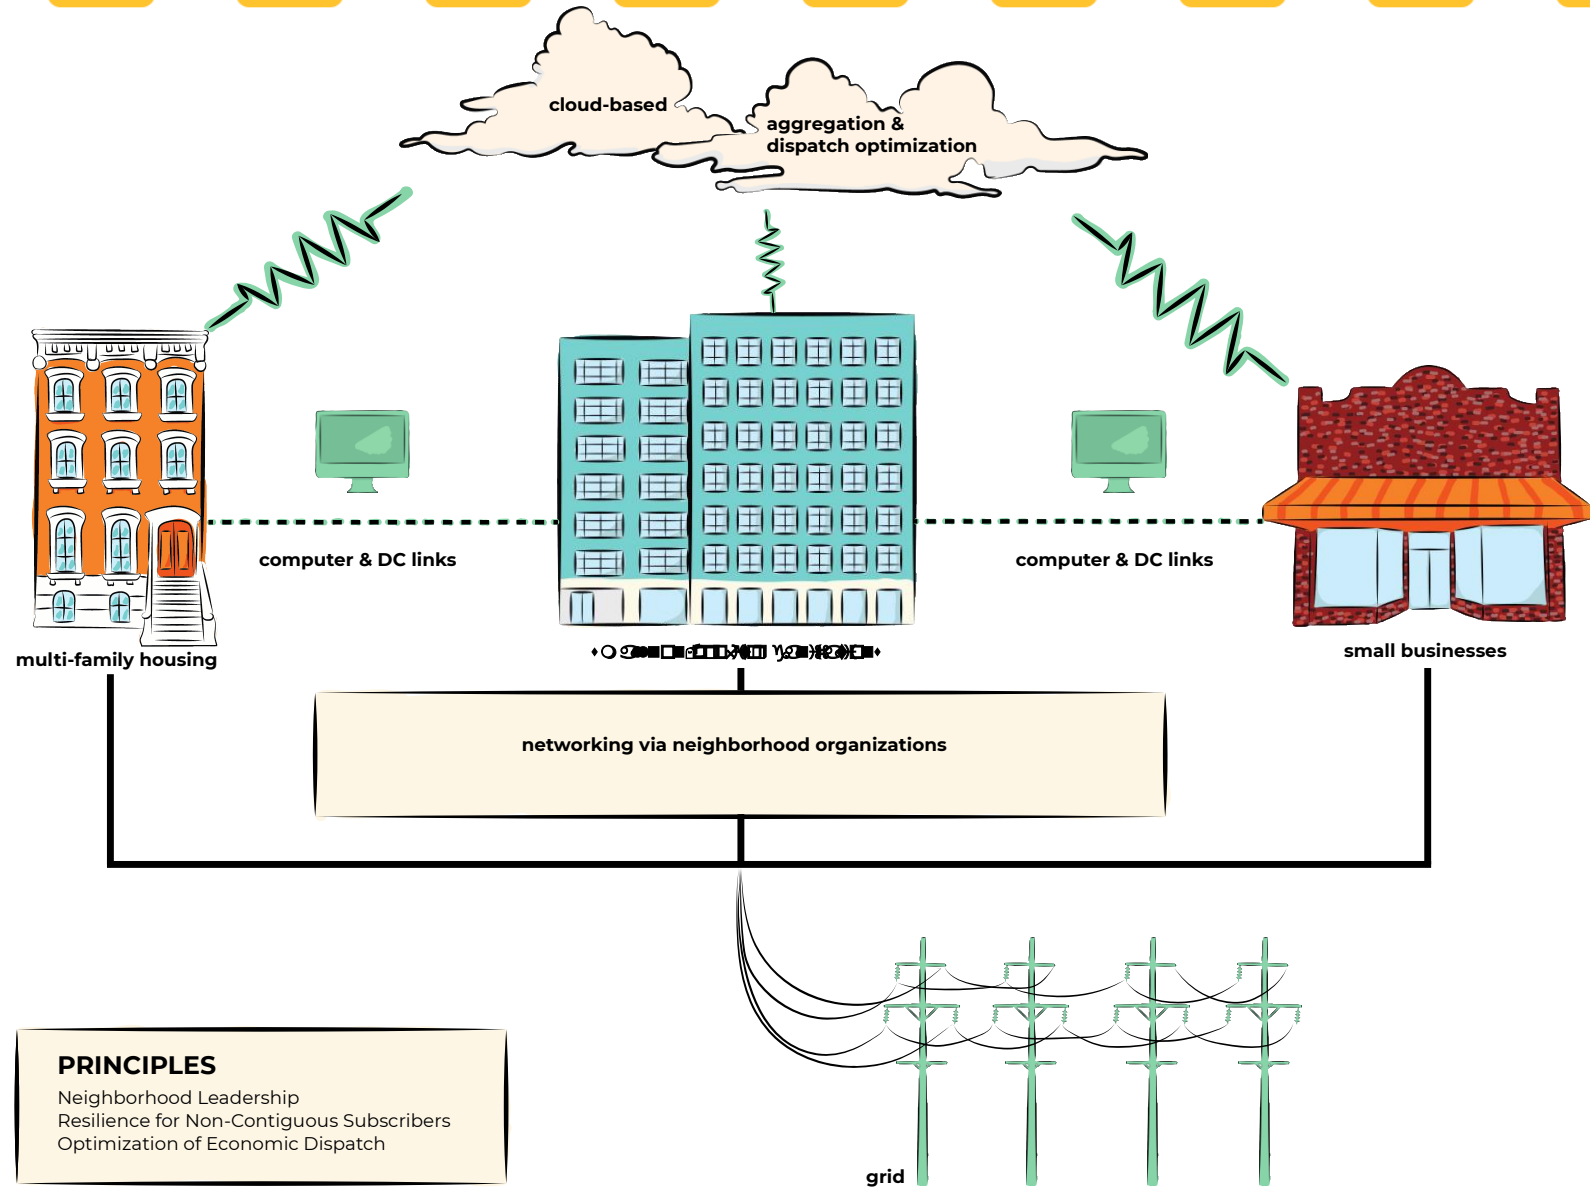 cloud-based
aggregation &
dispatch optimization
computer & DC links
computer & DC links
multi-family housing
small businesses
networking via neighborhood organizations
PRINCIPLES
Neighborhood Leadership
Resilience for Non-Contiguous Subscribers
Optimization of Economic Dispatch
grid